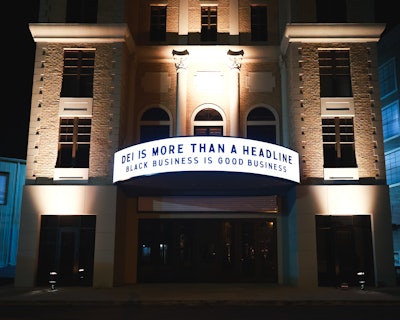 DEI IS MORE THAN A HEADLINE
BLACK BUSINESS IS GOOD BUSINESS